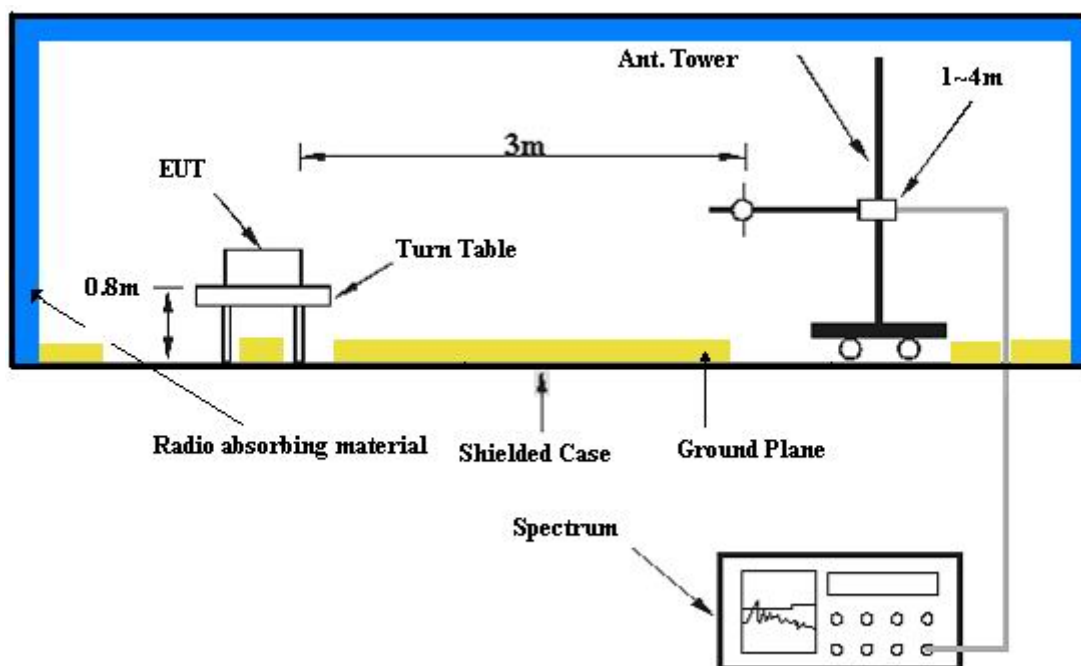 Ant. Tower
1~4m
3m
EUT
Turn Table
0.8m
Radio absorbing material
Shielded Case
Ground Plane
Spectrum